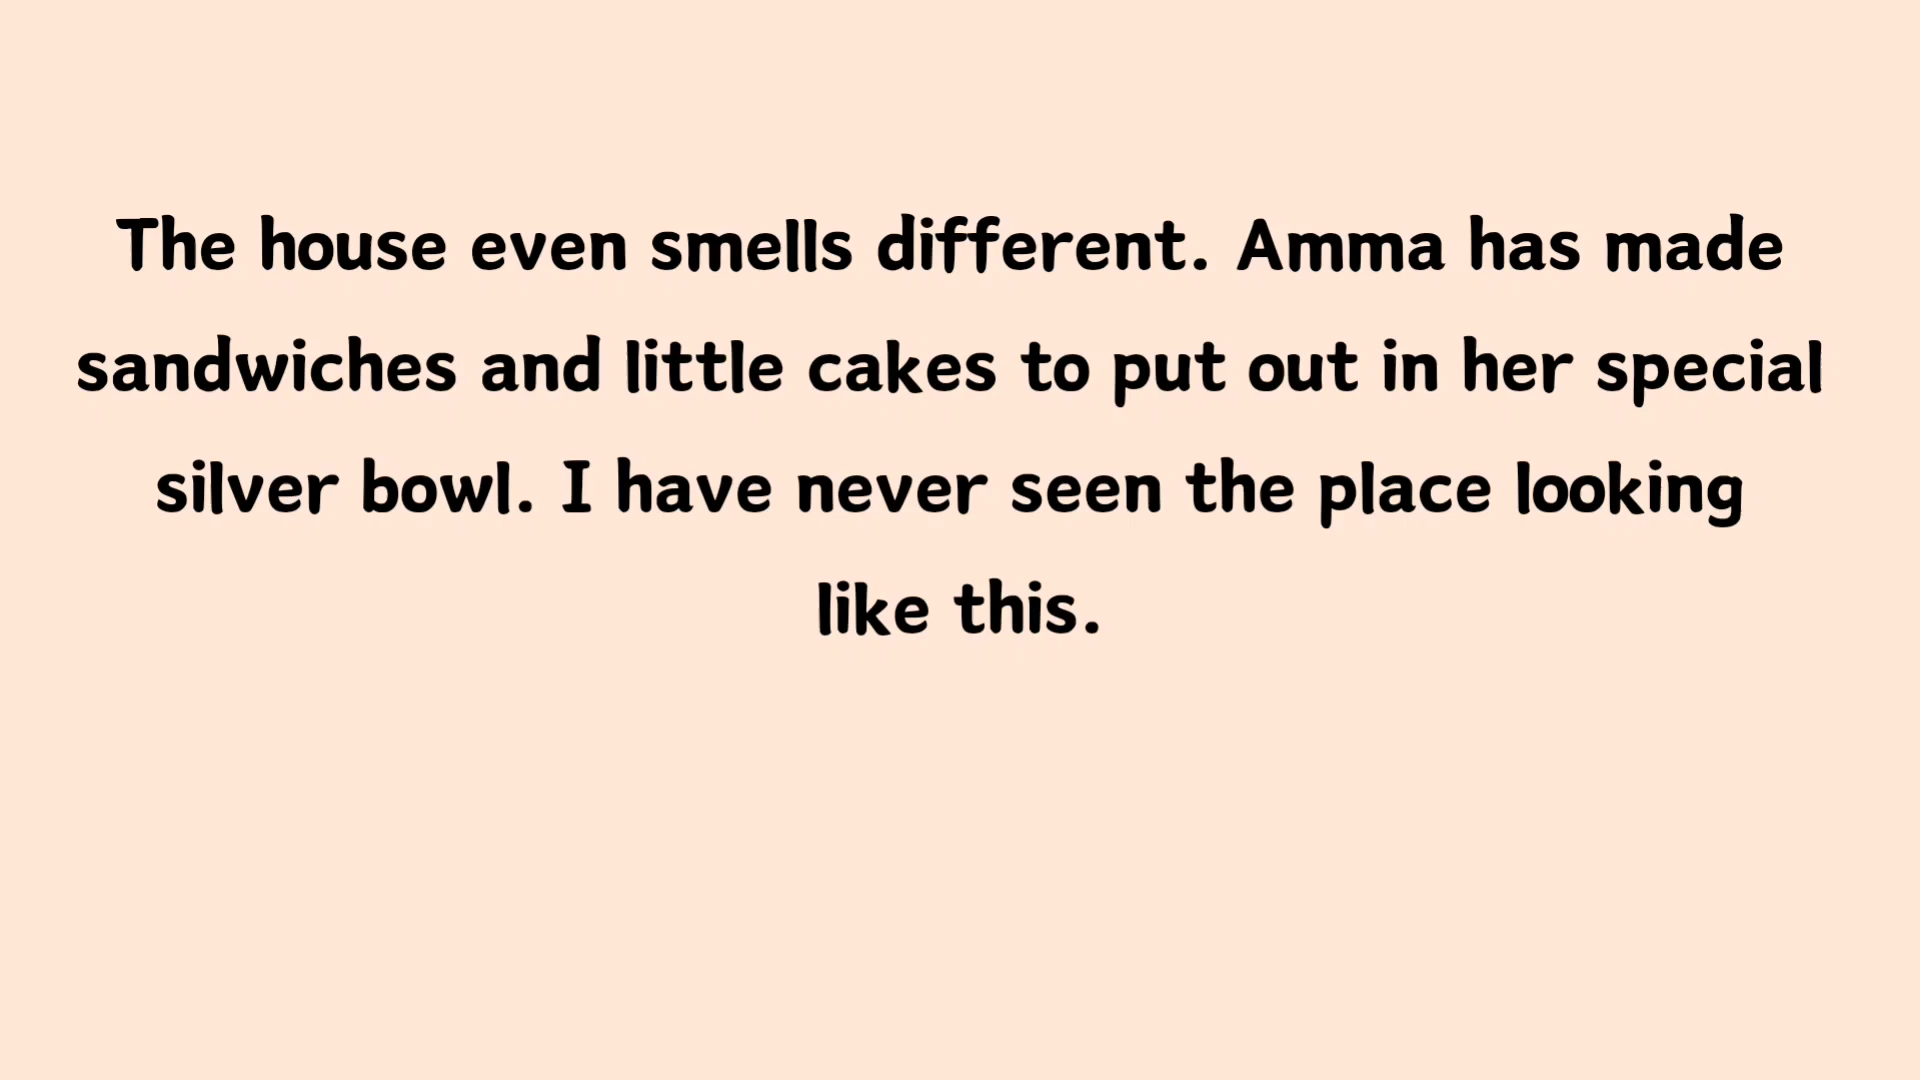 The house even smells different. Amma has made
sandwiches and little cakes to put out in her special
silver bowl. I have never seen the place looking
like this.